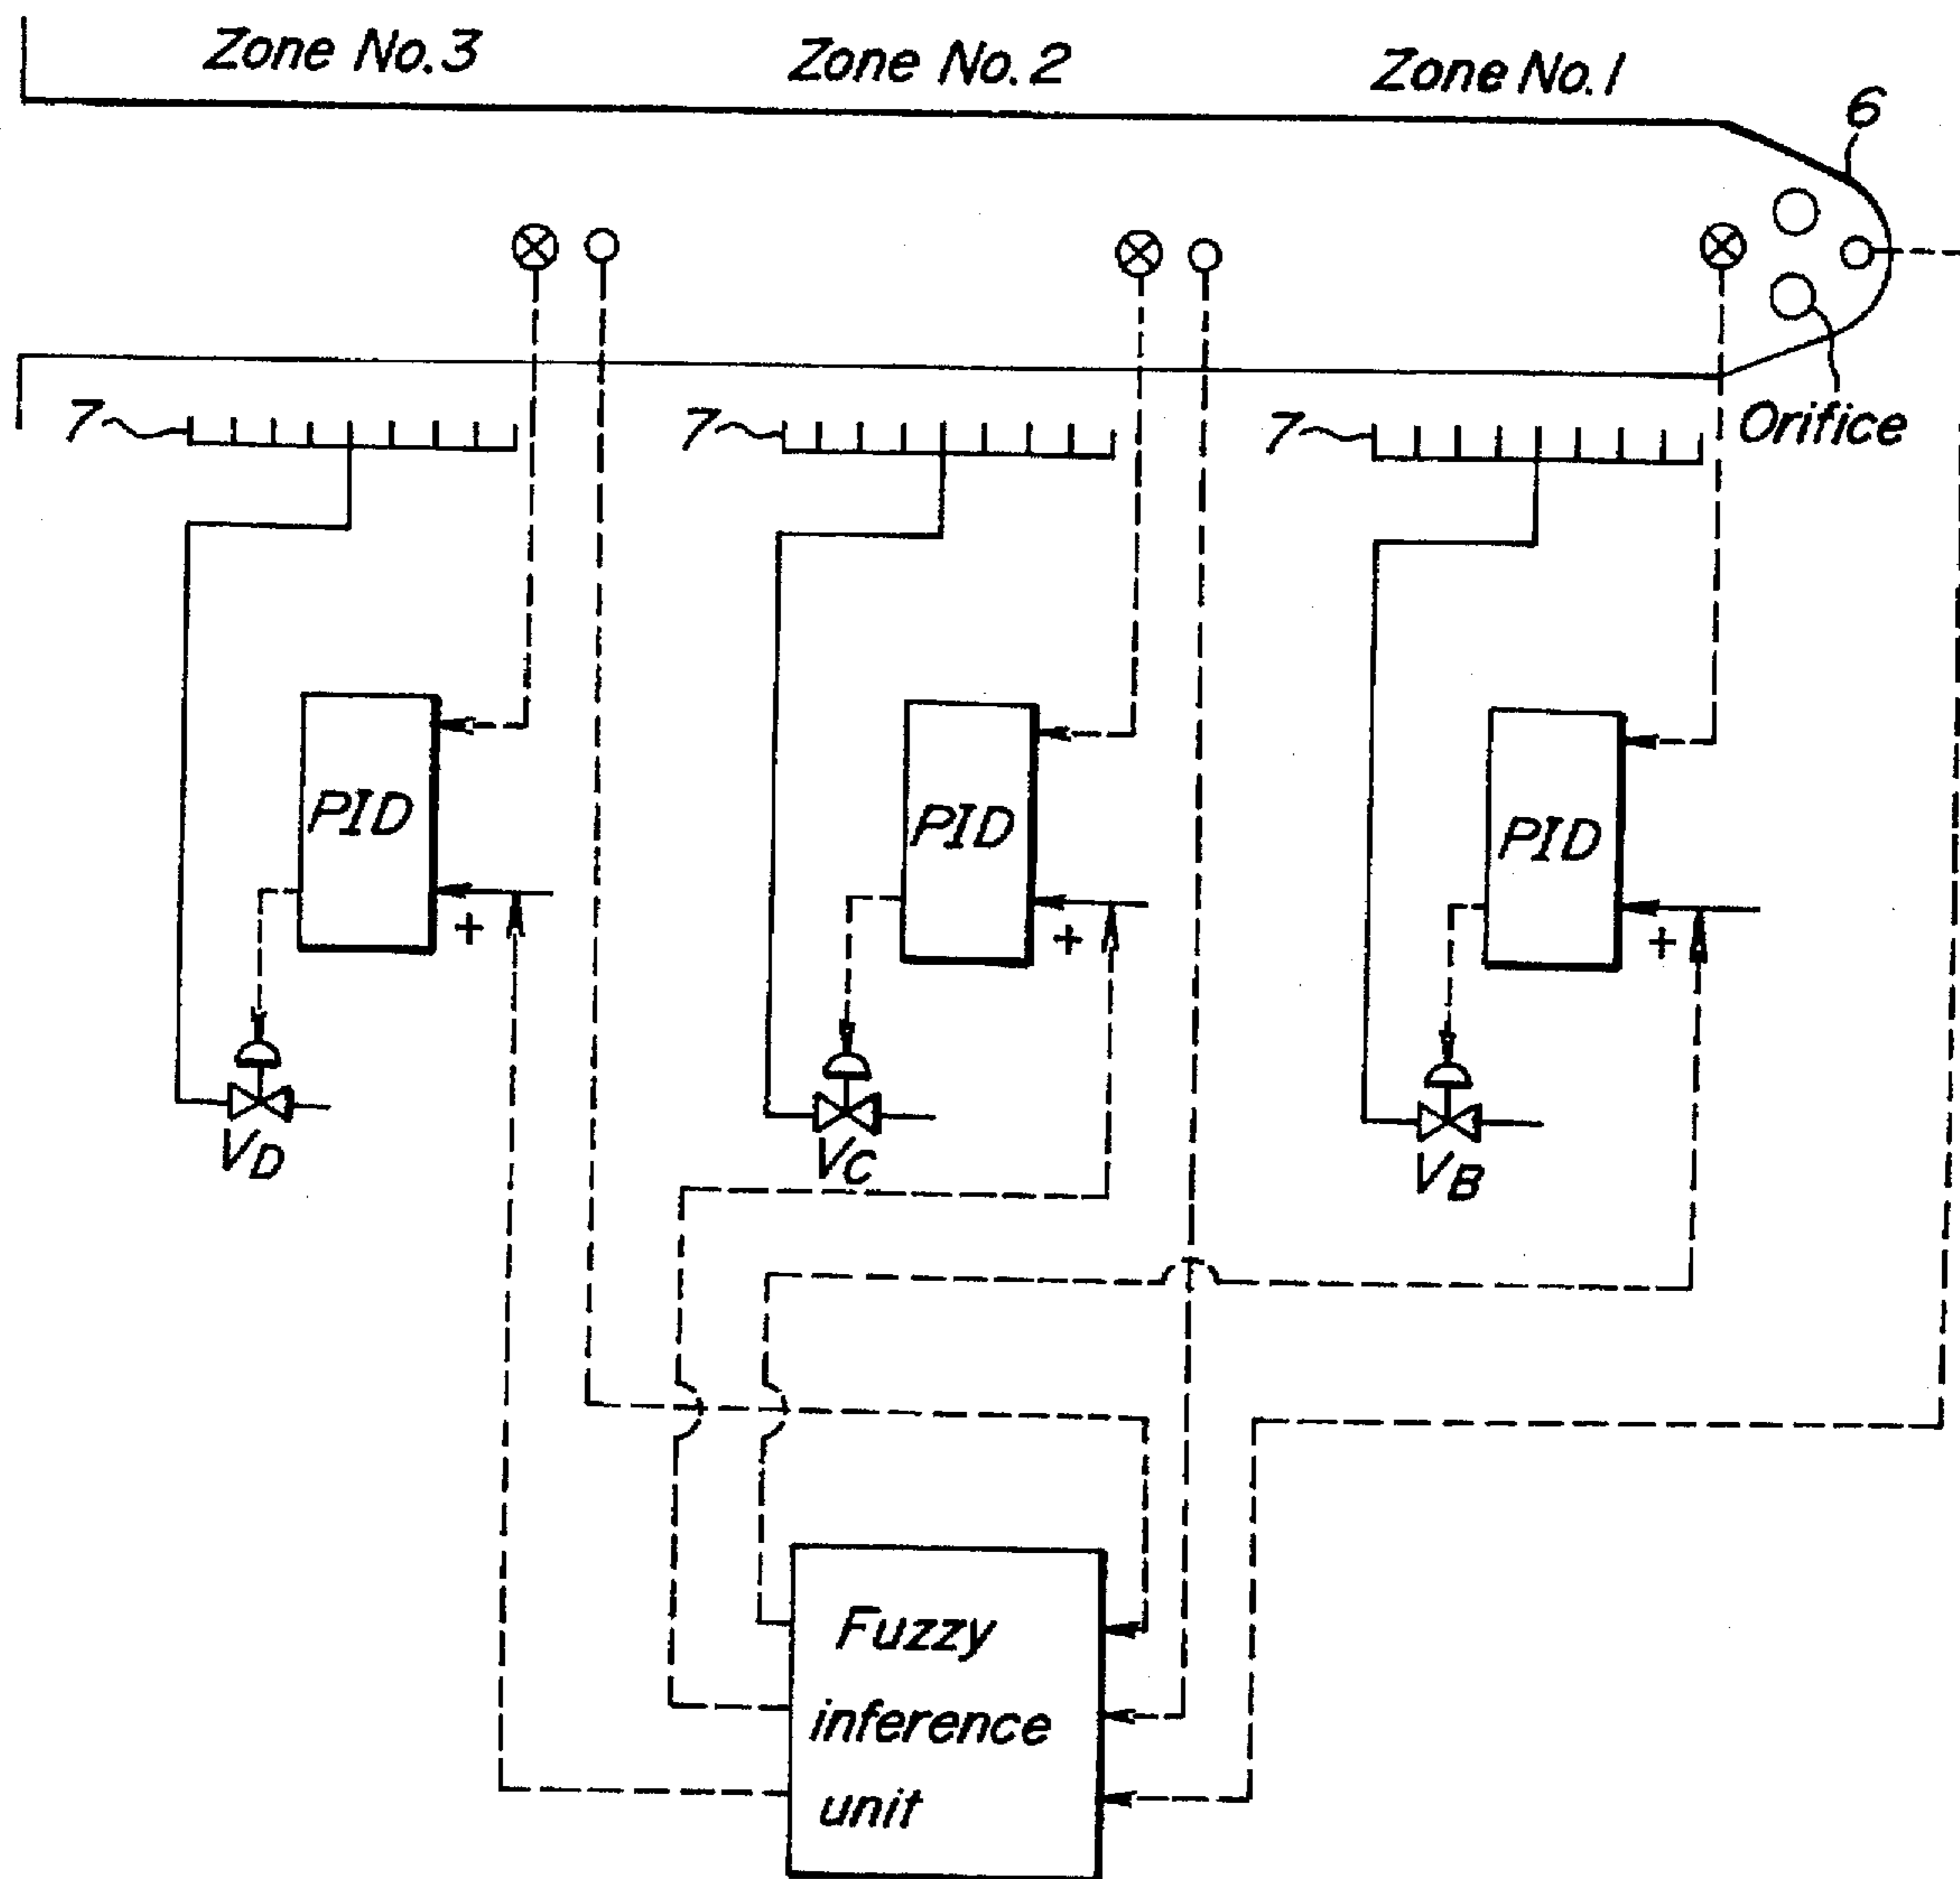 Zone No.3
Zone No.2
Zone No.1
6
7
7
7
Orifice
PID
PID
PID
+
+
+
VD
VC
VB
Fuzzy
inference
unit